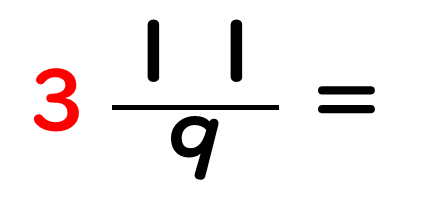 3 11/9 =